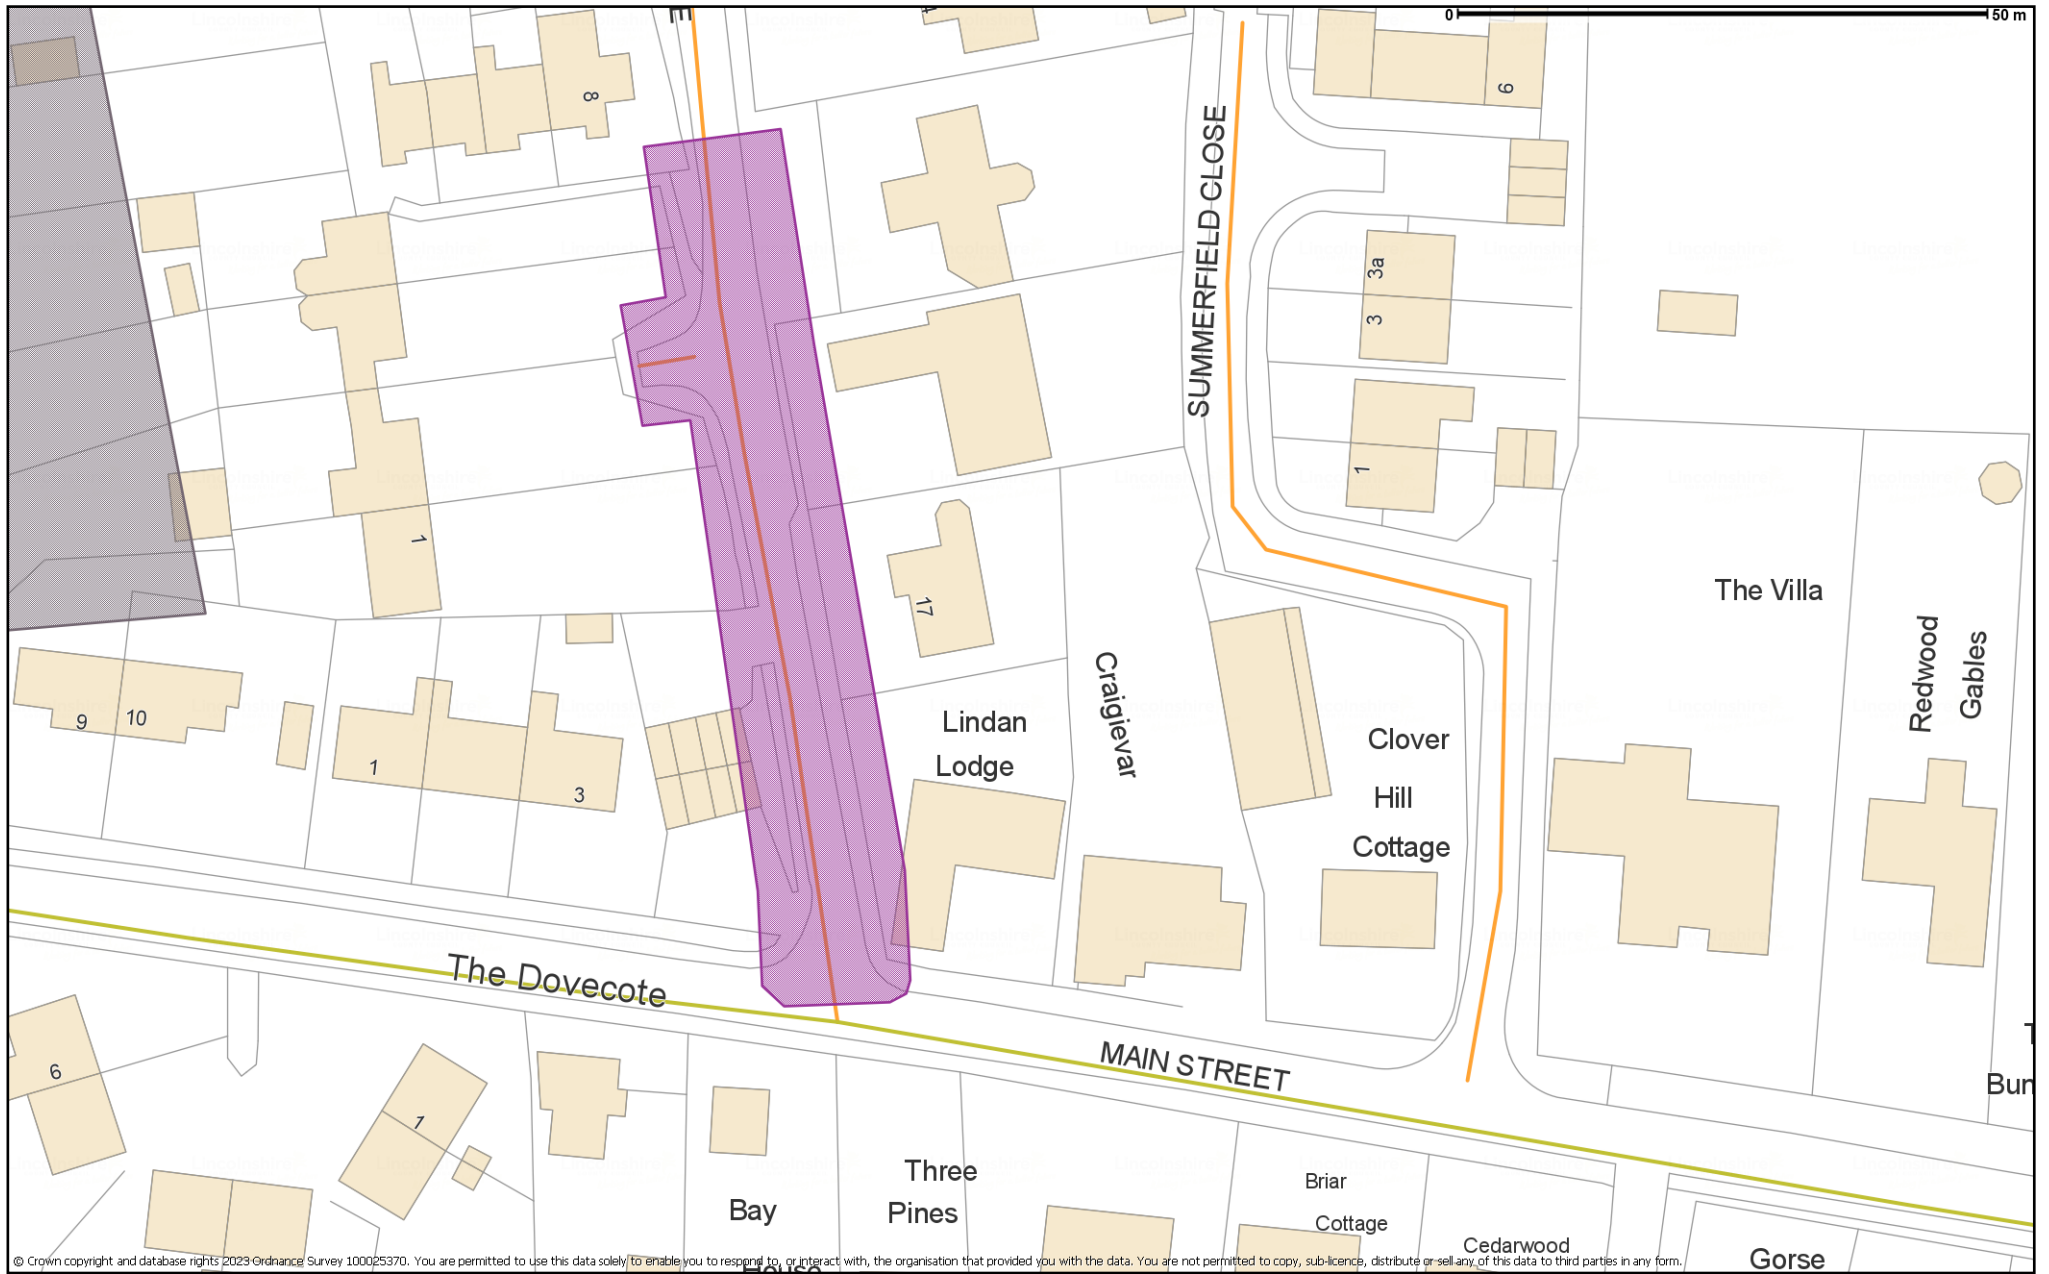 E
0 50 m
8
6
SUMMERFIELD CLOSE
3a
3
1
1
17
The Villa
Redwood
Gables
Craigievar
Lindan
Lodge
Clover
Hill
Cottage
9
10
1
3
The Dovecote
MAIN STREET
6
1
Bun
Three
Pines
Bay
House
Briar
Cottage
Cedarwood
Gorse
© Crown copyright and database rights 2023 Ordnance Survey 100025370. You are permitted to use this data solely to enable you to respond to, or interact with, the organisation that provided you with the data. You are not permitted to copy, sub-licence, distribute or sell any of this data to third parties in any form.